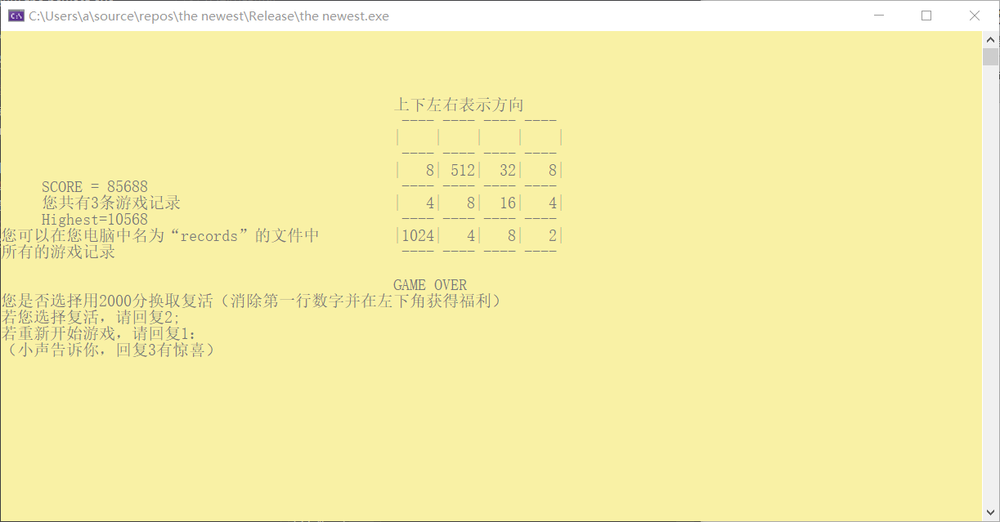 C:\Users\a\source\repos\the newest\Release\the newest.exe
上下左右表示方向
---- ---- ---- ----
|    |    |    |    |
---- ---- ---- ----
|   8| 512|  32|   8|
SCORE = 85688 ---- ---- ---- ----
您共有3条游戏记录 |   4|   8|  16|   4|
Highest=10568 ---- ---- ---- ----
您可以在您电脑中名为“records”的文件中 |1024|   4|   8|   2|
所有的游戏记录 ---- ---- ---- ----
GAME OVER
您是否选择用2000分换取复活（消除第一行数字并在左下角获得福利）
若您选择复活，请回复2;
若重新开始游戏，请回复1：
（小声告诉你，回复3有惊喜）